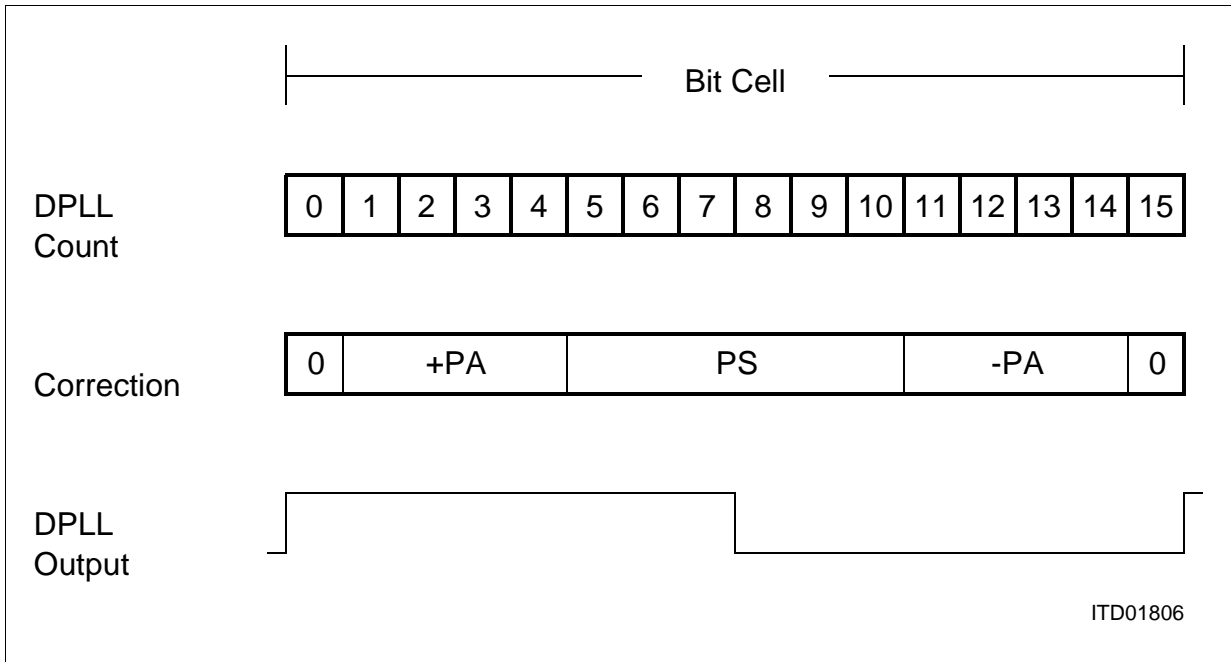 Bit Cell
DPLL
Count
0 1 2 3 4 5 6 7 8 9 10 11 12 13 14 15
Correction
0 +PA PS -PA 0
DPLL
Output
ITD01806